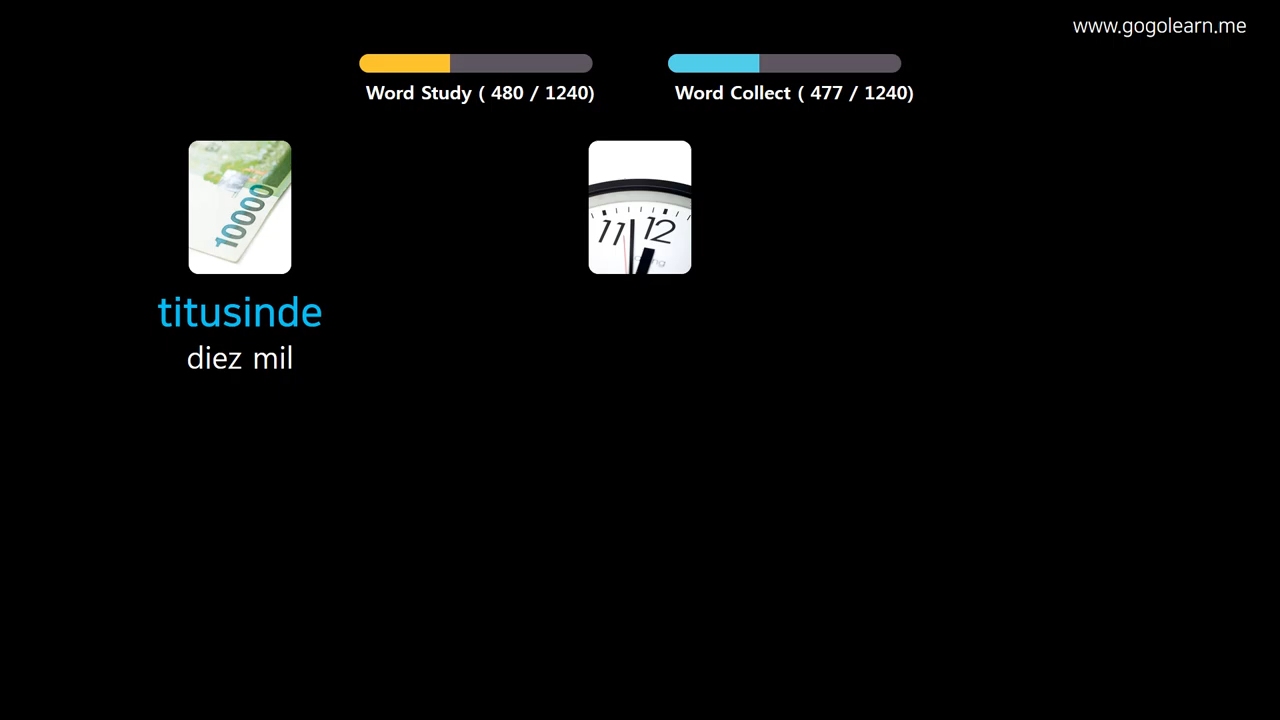 www.gogolearn.me
Word Study ( 480 / 1240)
Word Collect ( 477 / 1240)
10000
11 12
titusinde
diez mil